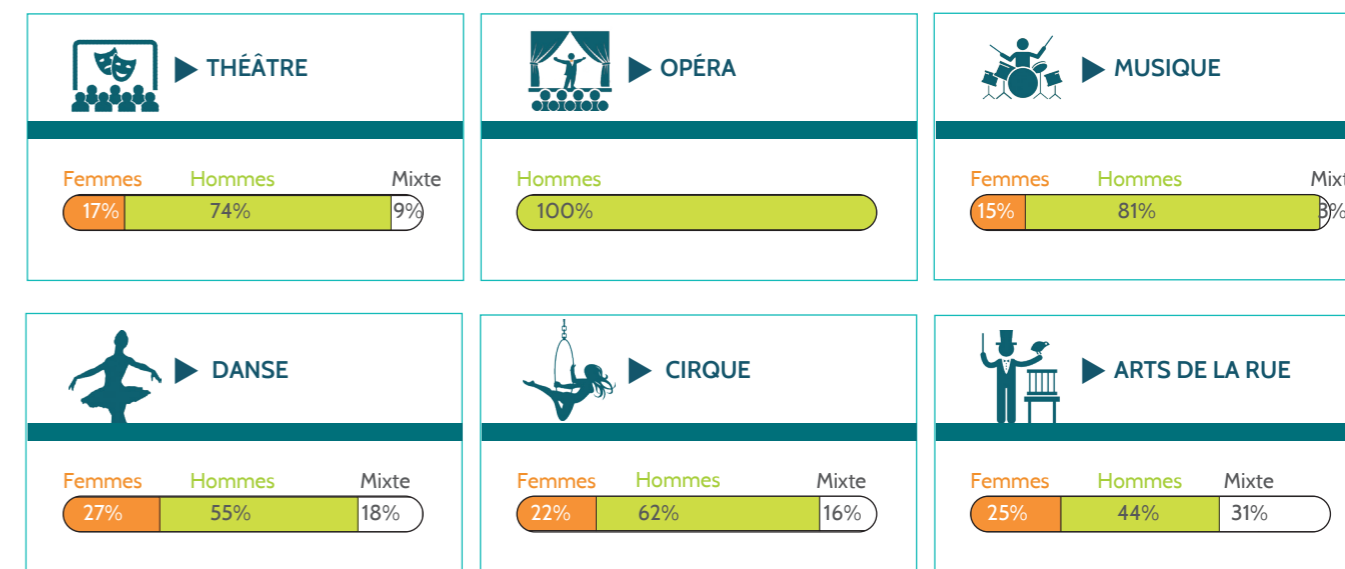 THÉÂTRE
Femmes Hommes Mixte
17% 74% 9%
OPÉRA
Hommes
100%
MUSIQUE
Femmes Hommes Mixt
15% 81% 3%
DANSE
Femmes Hommes Mixte
27% 55% 18%
CIRQUE
Femmes Hommes Mixte
22% 62% 16%
ARTS DE LA RUE
Femmes Hommes Mixte
25% 44% 31%